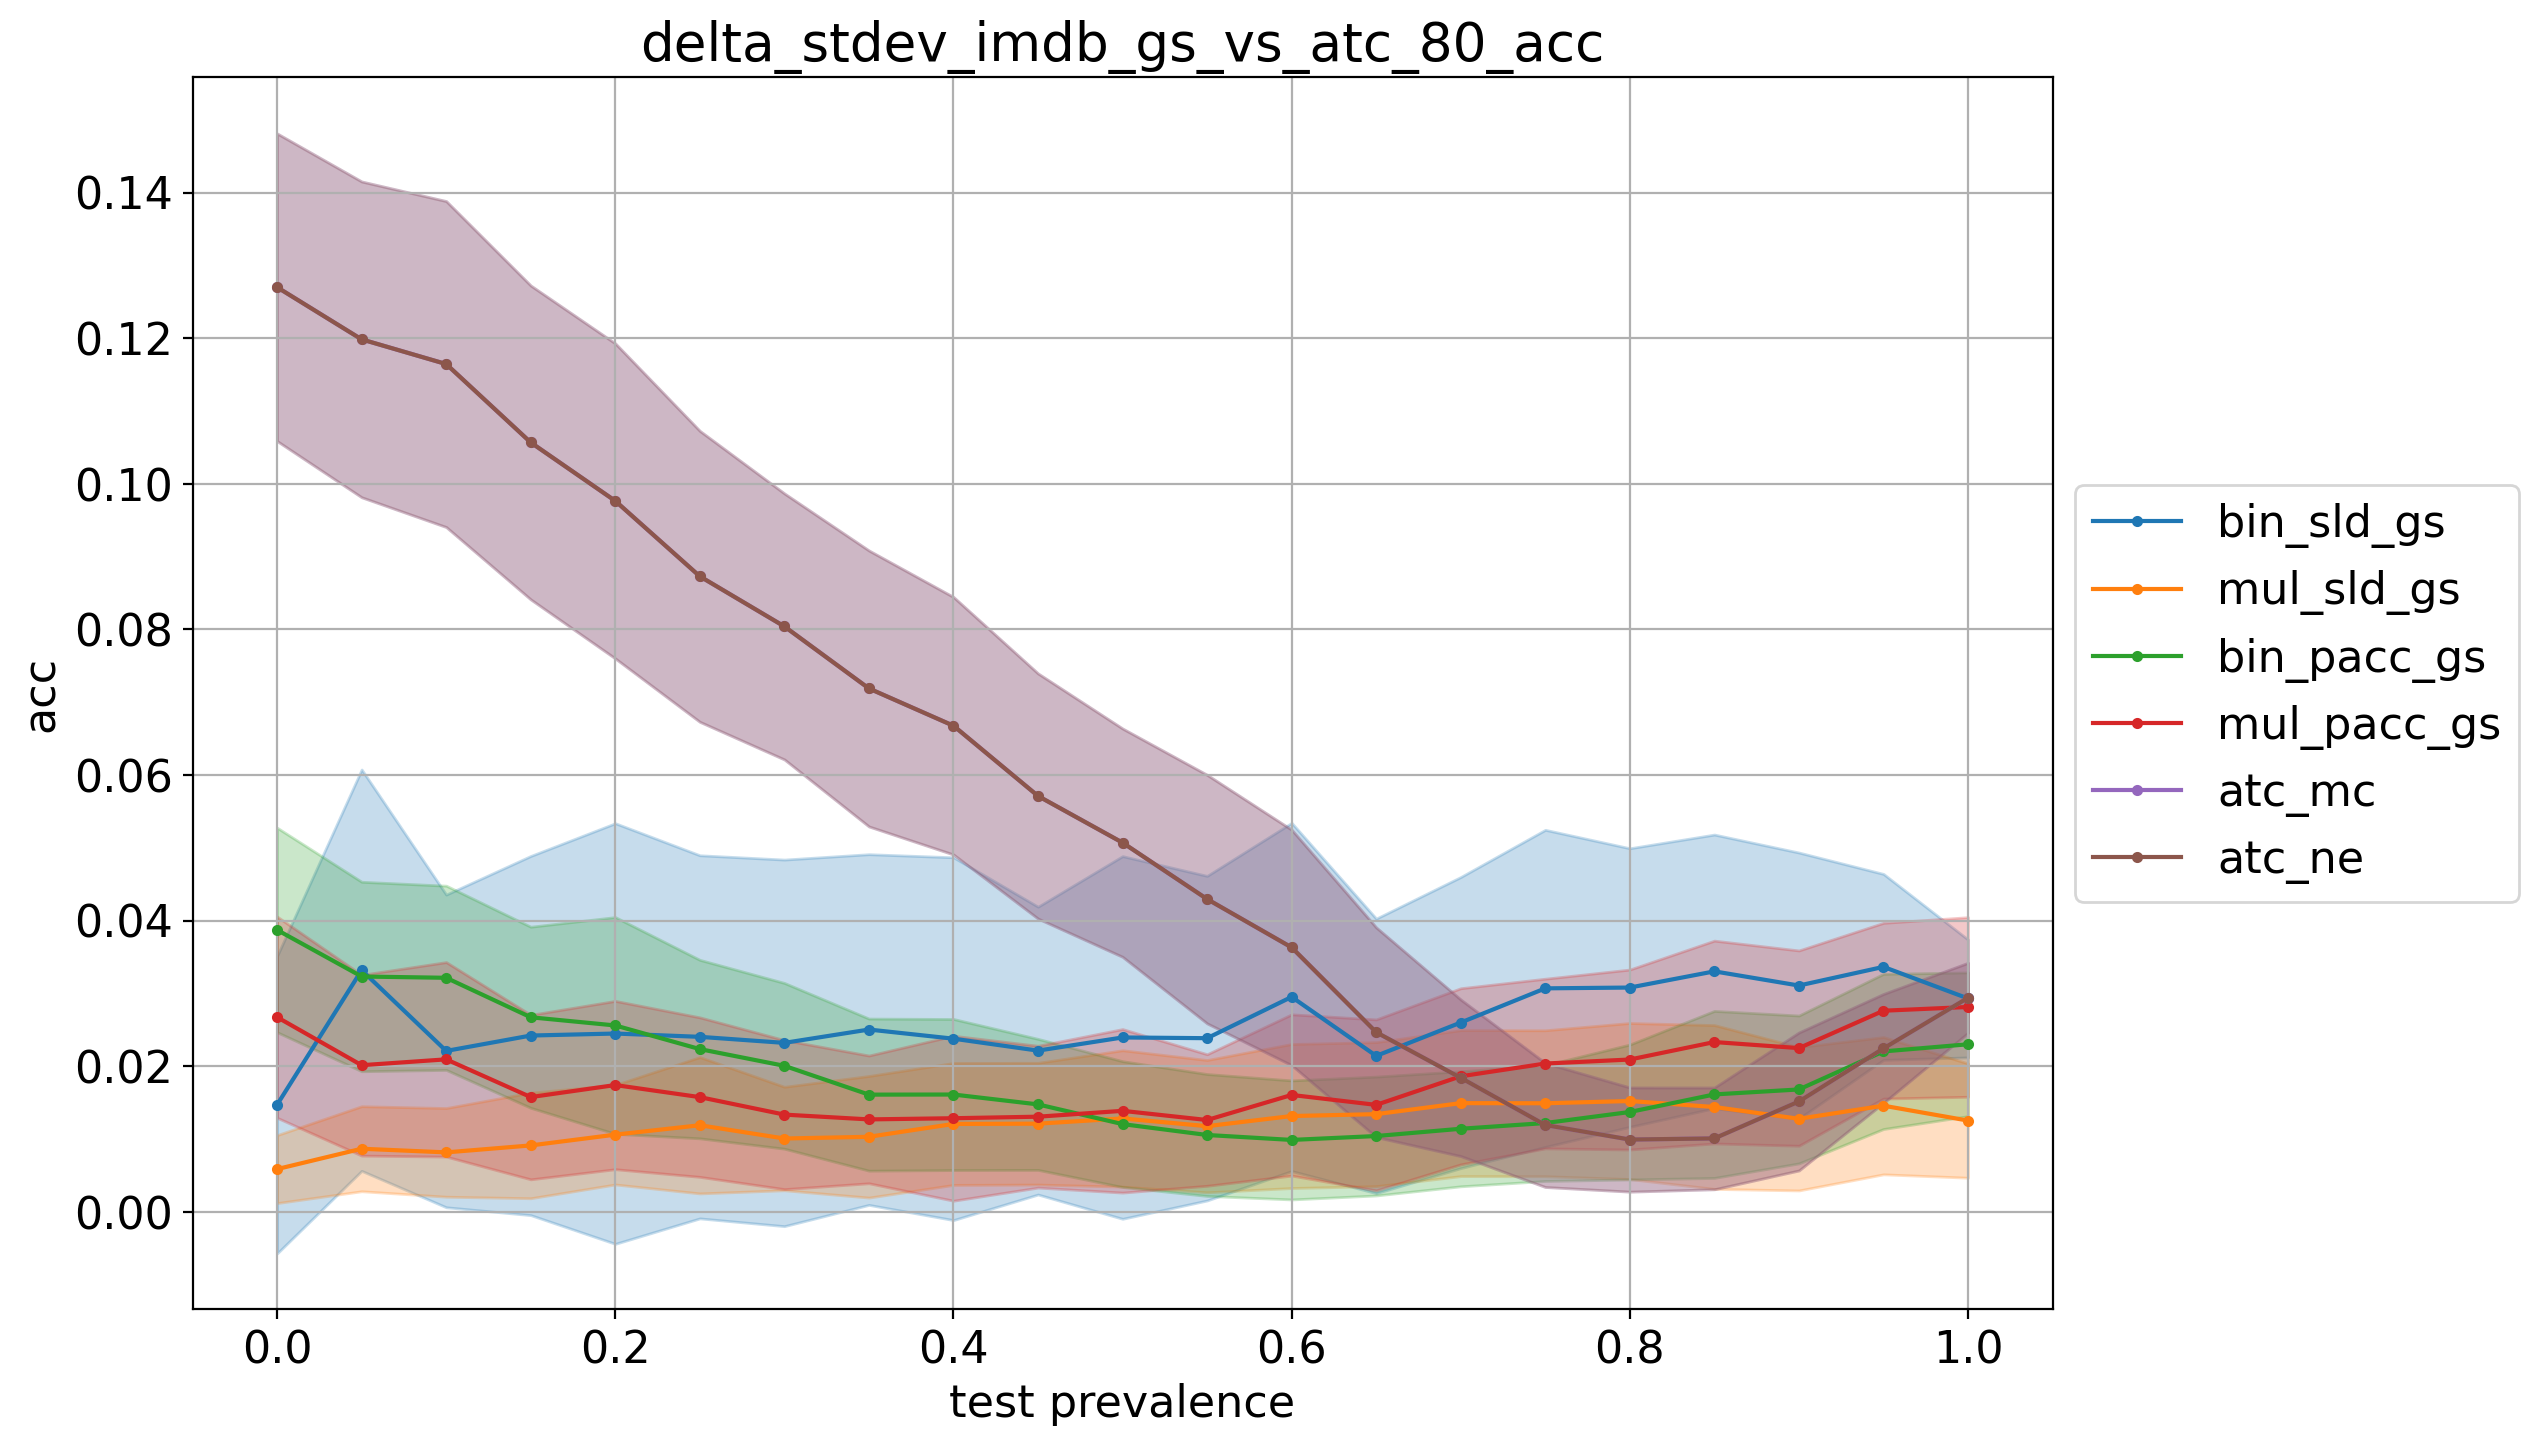 delta_stdev_imdb_gs_vs_atc_80_acc
0.14
0.12
0.10
0.08
0.06
0.04
0.02
0.00
acc
0.0 0.2 0.4 0.6 0.8 1.0
test prevalence
bin_sld_gs
mul_sld_gs
bin_pacc_gs
mul_pacc_gs
atc_mc
atc_ne